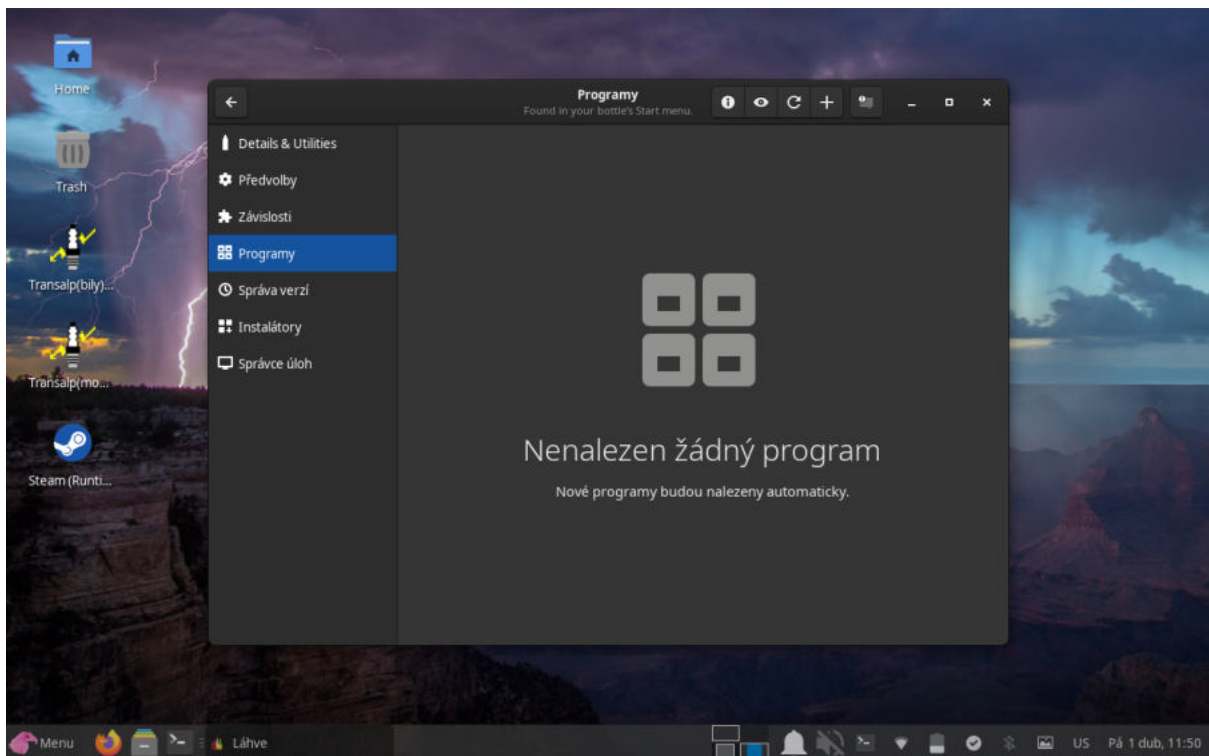 Home
Trash
Transalp(bily)...
Transalp(mo...
Steam (Runti...
Programy
Found in your bottle's Start menu.
Details & Utilities
Předvolby
Závislosti
Programy
Správa verzí
Instalátory
Správce úloh
Nenalezen žádný program
Nové programy budou nalezeny automaticky.
Menu
Láhve
US
Pá 1 dub, 11:50